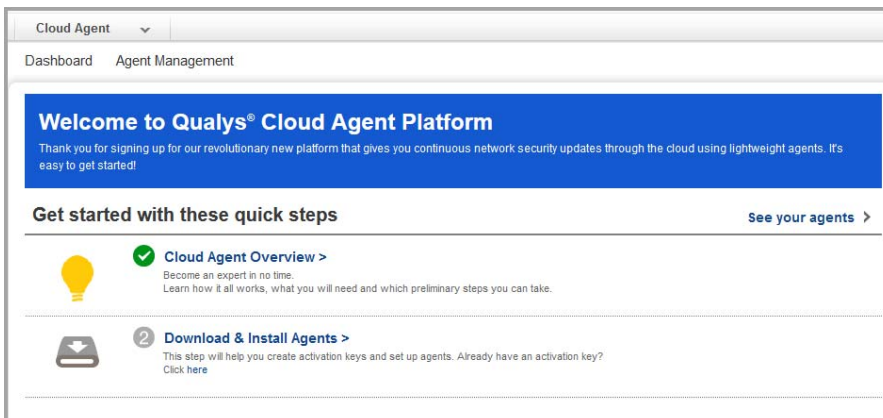 Cloud Agent
Dashboard Agent Management
Welcome to Qualys® Cloud Agent Platform
Thank you for signing up for our revolutionary new platform that gives you continuous network security updates through the cloud using lightweight agents. It's
easy to get started!
Get started with these quick steps
See your agents >
Cloud Agent Overview >
Become an expert in no time.
Learn how it all works, what you will need and which preliminary steps you can take.
2 Download & Install Agents >
This step will help you create activation keys and set up agents. Already have an activation key?
Click here